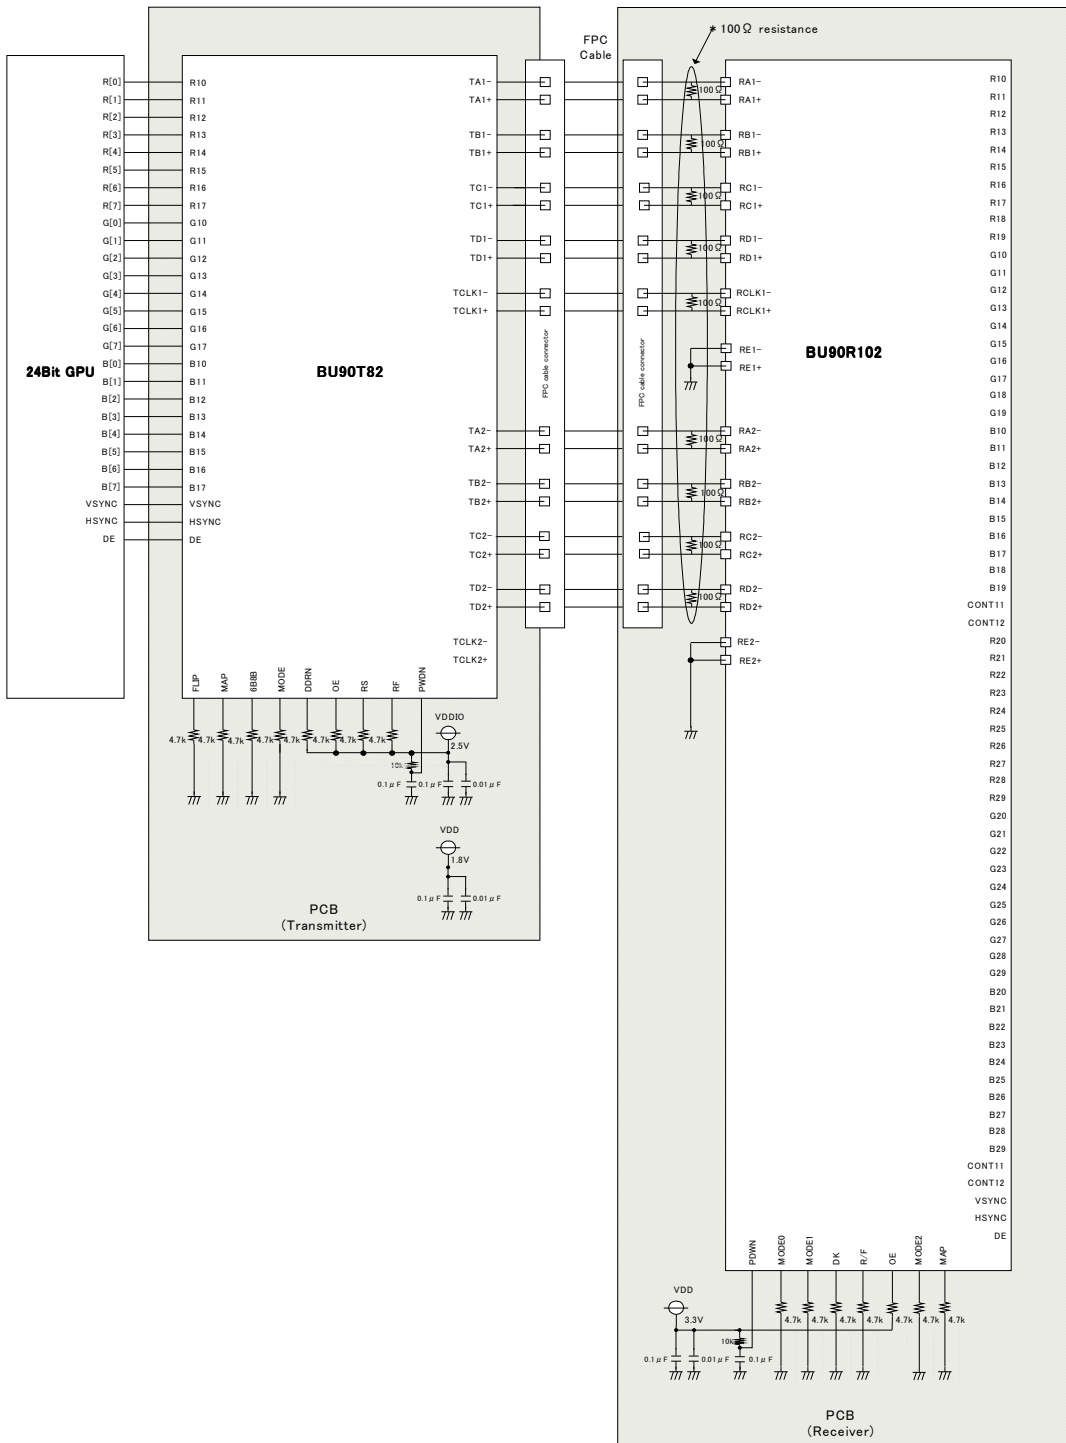 * 100Ω resistance
FPC
Cable
24Bit GPU
R[0]
R[1]
R[2]
R[3]
R[4]
R[5]
R[6]
R[7]
G[0]
G[1]
G[2]
G[3]
G[4]
G[5]
G[6]
G[7]
B[0]
B[1]
B[2]
B[3]
B[4]
B[5]
B[6]
B[7]
VSYNC
HSYNC
DE
BU90T82
R10
R11
R12
R13
R14
R15
R16
R17
G10
G11
G12
G13
G14
G15
G16
G17
B10
B11
B12
B13
B14
B15
B16
B17
VSYNC
HSYNC
DE
TA1-
TA1+
TB1-
TB1+
TC1-
TC1+
TD1-
TD1+
TCLK1-
TCLK1+
TA2-
TA2+
TB2-
TB2+
TC2-
TC2+
TD2-
TD2+
TCLK2-
TCLK2+
FLIP
MAP
6B8B
MODE
DDRN
OE
RS
RF
PWDN
4.7k
4.7k
4.7k
4.7k
4.7k
4.7k
4.7k
4.7k
VDDIO
2.5V
10k
0.1μF
0.1μF
0.01μF
VDD
1.8V
0.1μF
0.01μF
PCB
(Transmitter)
FPC cable connector
FPC cable connector
100Ω
100Ω
100Ω
100Ω
100Ω
100Ω
100Ω
100Ω
100Ω
BU90R102
RA1-
RA1+
RB1-
RB1+
RC1-
RC1+
RD1-
RD1+
RCLK1-
RCLK1+
RE1-
RE1+
RA2-
RA2+
RB2-
RB2+
RC2-
RC2+
RD2-
RD2+
RE2-
RE2+
R10
R11
R12
R13
R14
R15
R16
R17
R18
R19
G10
G11
G12
G13
G14
G15
G16
G17
G18
G19
B10
B11
B12
B13
B14
B15
B16
B17
B18
B19
CONT11
CONT12
R20
R21
R22
R23
R24
R25
R26
R27
R28
R29
G20
G21
G22
G23
G24
G25
G26
G27
G28
G29
B20
B21
B22
B23
B24
B25
B26
B27
B28
B29
CONT11
CONT12
VSYNC
HSYNC
DE
PDWN
MODE0
MODE1
DK
R/F
OE
MODE2
MAP
VDD
3.3V
10k
4.7k
4.7k
4.7k
4.7k
4.7k
4.7k
4.7k
0.1μF
0.01μF
0.1μF
PCB
(Receiver)